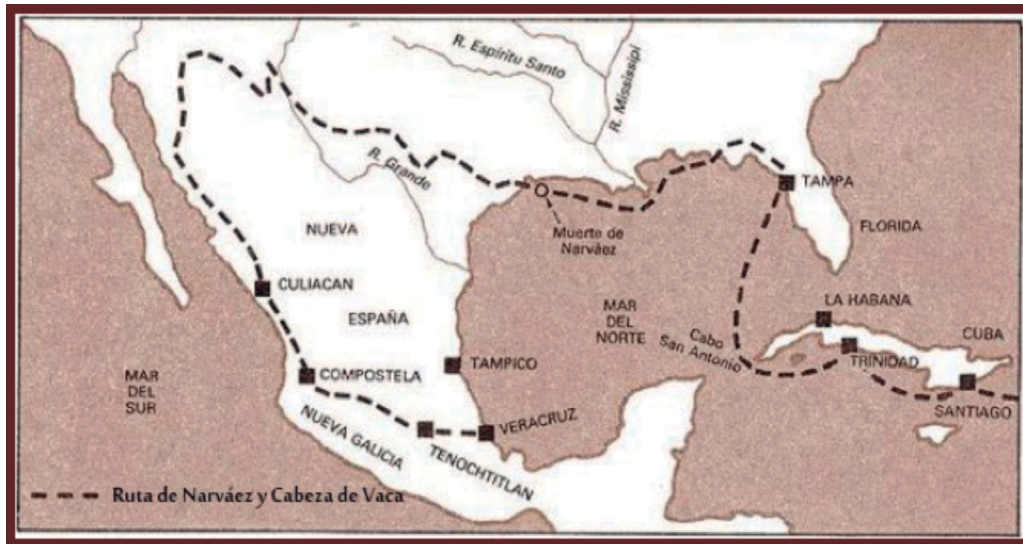 R. Espíritu Santo
R. Mississipi
R. Grande
TAMPA
Muerte de
Narváez
FLORIDA
NUEVA
CULIACAN
ESPAÑA
MAR
DEL
NORTE
LA HABANA
CUBA
Cabo
San Antonio
TRINIDAD
MAR
DEL
SUR
COMPOSTELA
TAMPICO
SANTIAGO
NUEVA GALICIA
VERACRUZ
TENOCHTITLAN
Ruta de Narváez y Cabeza de Vaca